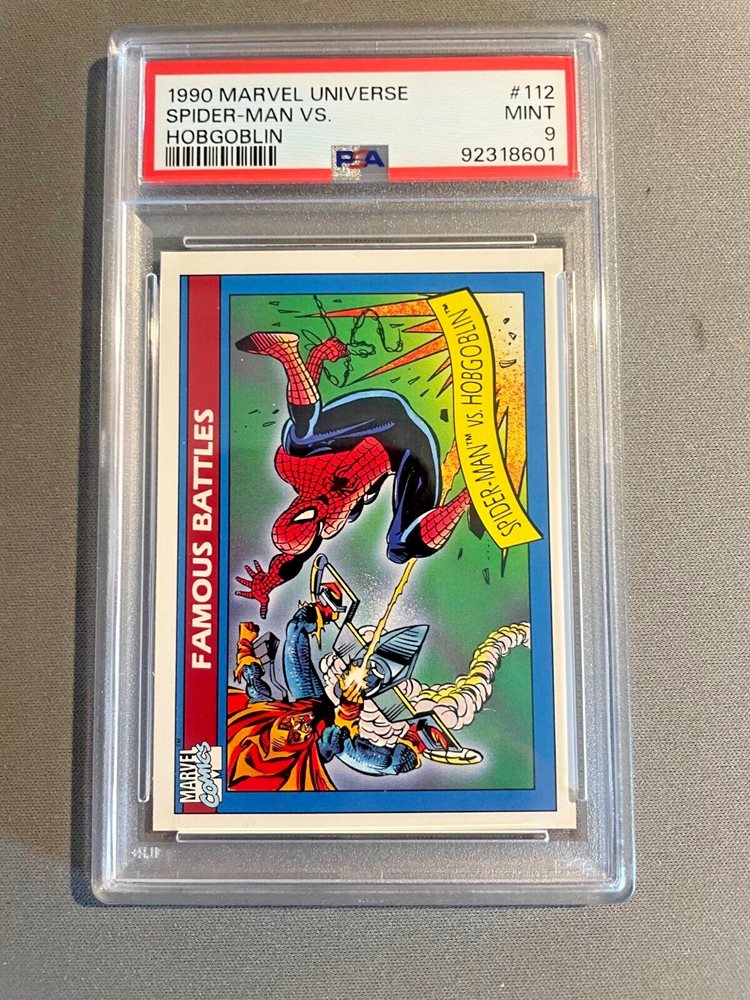 1990 MARVEL UNIVERSE #112
SPIDER-MAN VS. MINT
HOBGOBLIN 9
PSA 92318601
MARVEL™
COMICS
FAMOUS BATTLES
SPIDER-MAN™ VS. HOBGOBLIN™